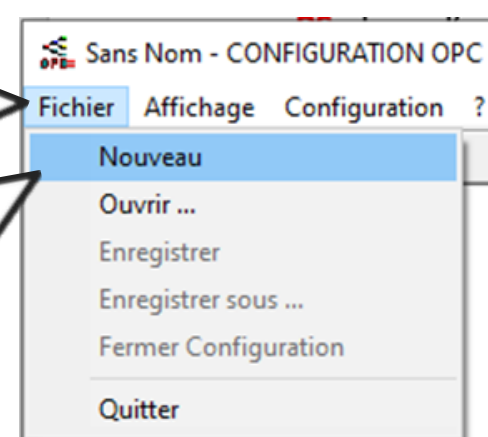 Sans Nom - CONFIGURATION OPC
Fichier Affichage Configuration ?
Nouveau
Ouvrir ...
Enregistrer
Enregistrer sous ...
Fermer Configuration
Quitter